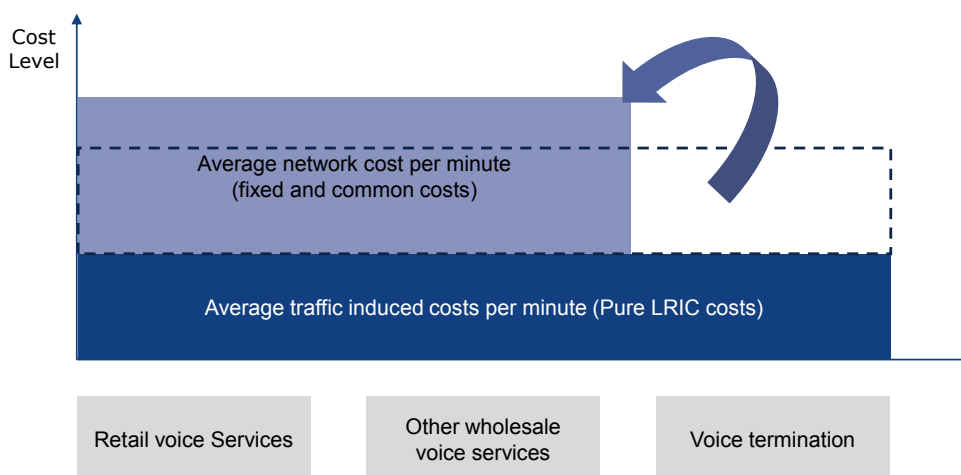 Cost
Level
Average network cost per minute
(fixed and common costs)
Average traffic induced costs per minute (Pure LRIC costs)
Retail voice Services
Other wholesale
voice services
Voice termination